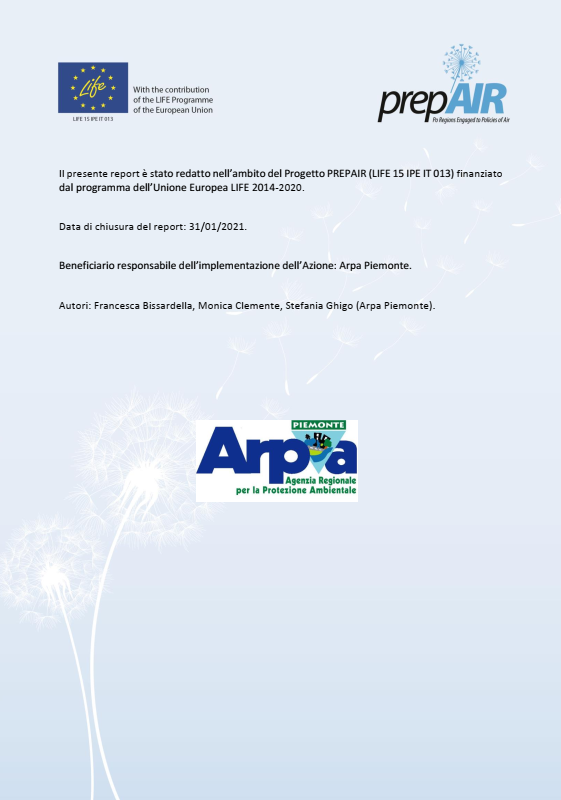 Life
LIFE 15 IPE IT 013
With the contribution
of the LIFE Programme
of the European Union
prepAIR
Po Regions Engaged to Policies of Air
Il presente report è stato redatto nell’ambito del Progetto PREPAIR (LIFE 15 IPE IT 013) finanziato
dal programma dell’Unione Europea LIFE 2014-2020.
Data di chiusura del report: 31/01/2021.
Beneficiario responsabile dell’implementazione dell’Azione: Arpa Piemonte.
Autori: Francesca Bissardella, Monica Clemente, Stefania Ghigo (Arpa Piemonte).
PIEMONTE
Arpa
Agenzia Regionale
per la Protezione Ambientale